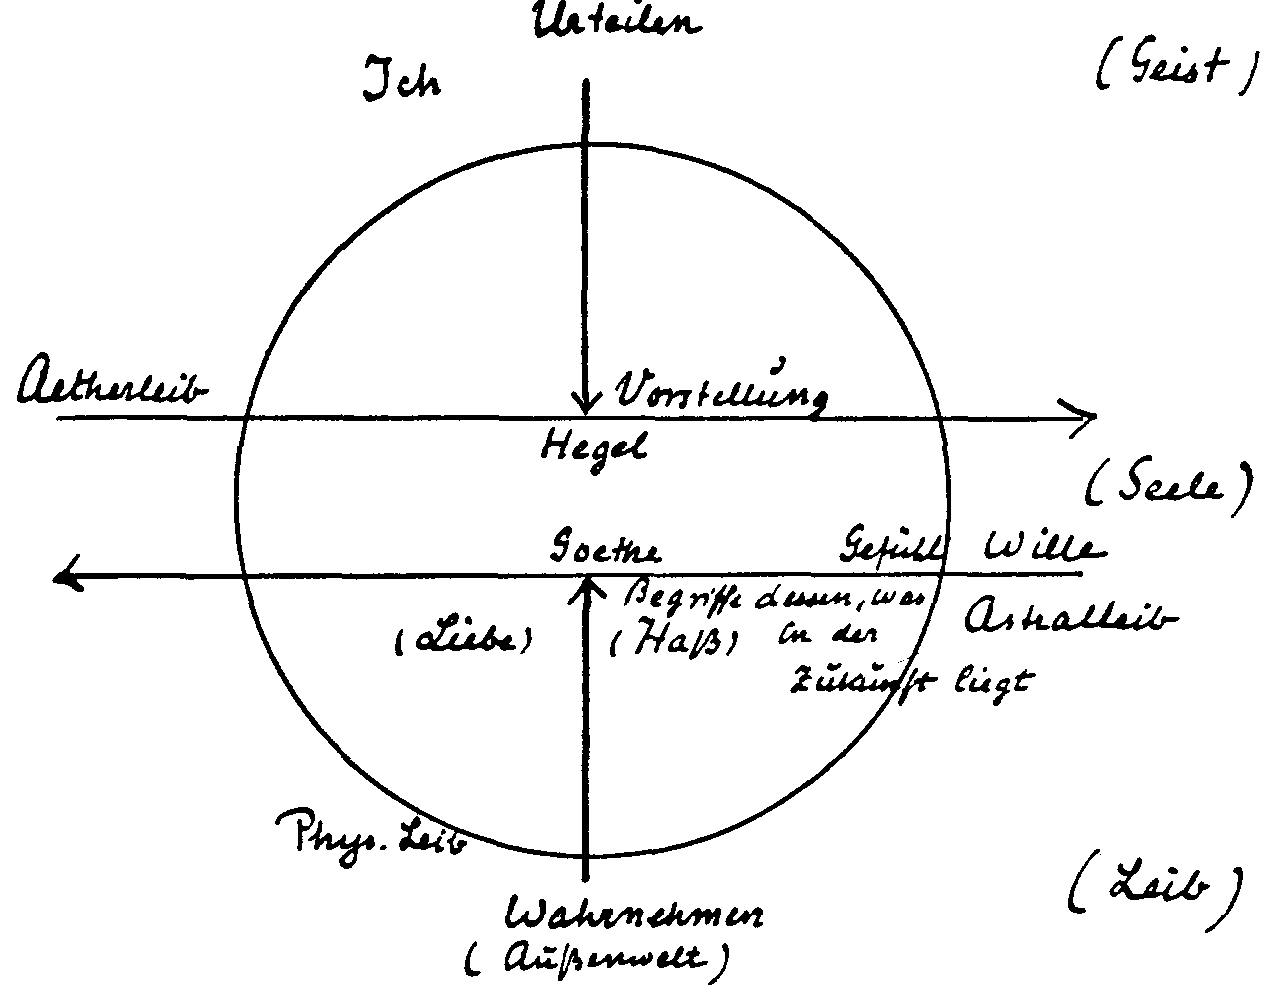 Urteilen
Ich
(Geist)
Aetherleib
Vorstellung
Hegel
(Seele)
Goethe
Gefühl
Wille
Begriffe dessen, was
(Liebe)
(Haß)
in der
Astralleib
Zukunft liegt
Phys. Leib
(Leib)
Wahrnehmen
(Außenwelt)